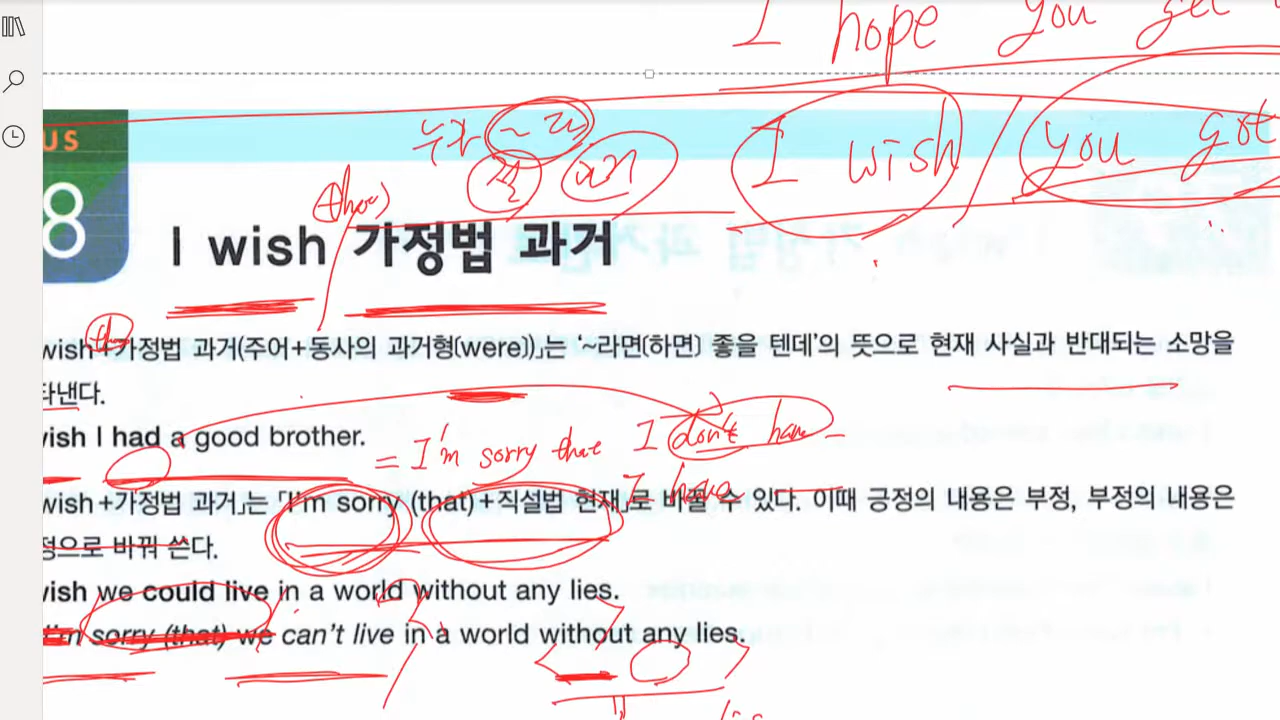 I hope you get
US
누가 ~라
I wish / you got
(that)
8
I wish 가정법 과거
wish +가정법 과거(주어+동사의 과거형(were))」는 ‘~라면(하면) 좋을 텐데’의 뜻으로 현재 사실과 반대되는 소망을
타낸다.
wish I had a good brother.
= I'm sorry that I don't have
I have
wish +가정법 과거」는 「I'm sorry (that)+직설법 현재」로 바꿀 수 있다. 이때 긍정의 내용은 부정, 부정의 내용은
정으로 바꿔 쓴다.
wish we could live in a world without any lies.
I'm sorry (that) we can't live in a world without any lies.